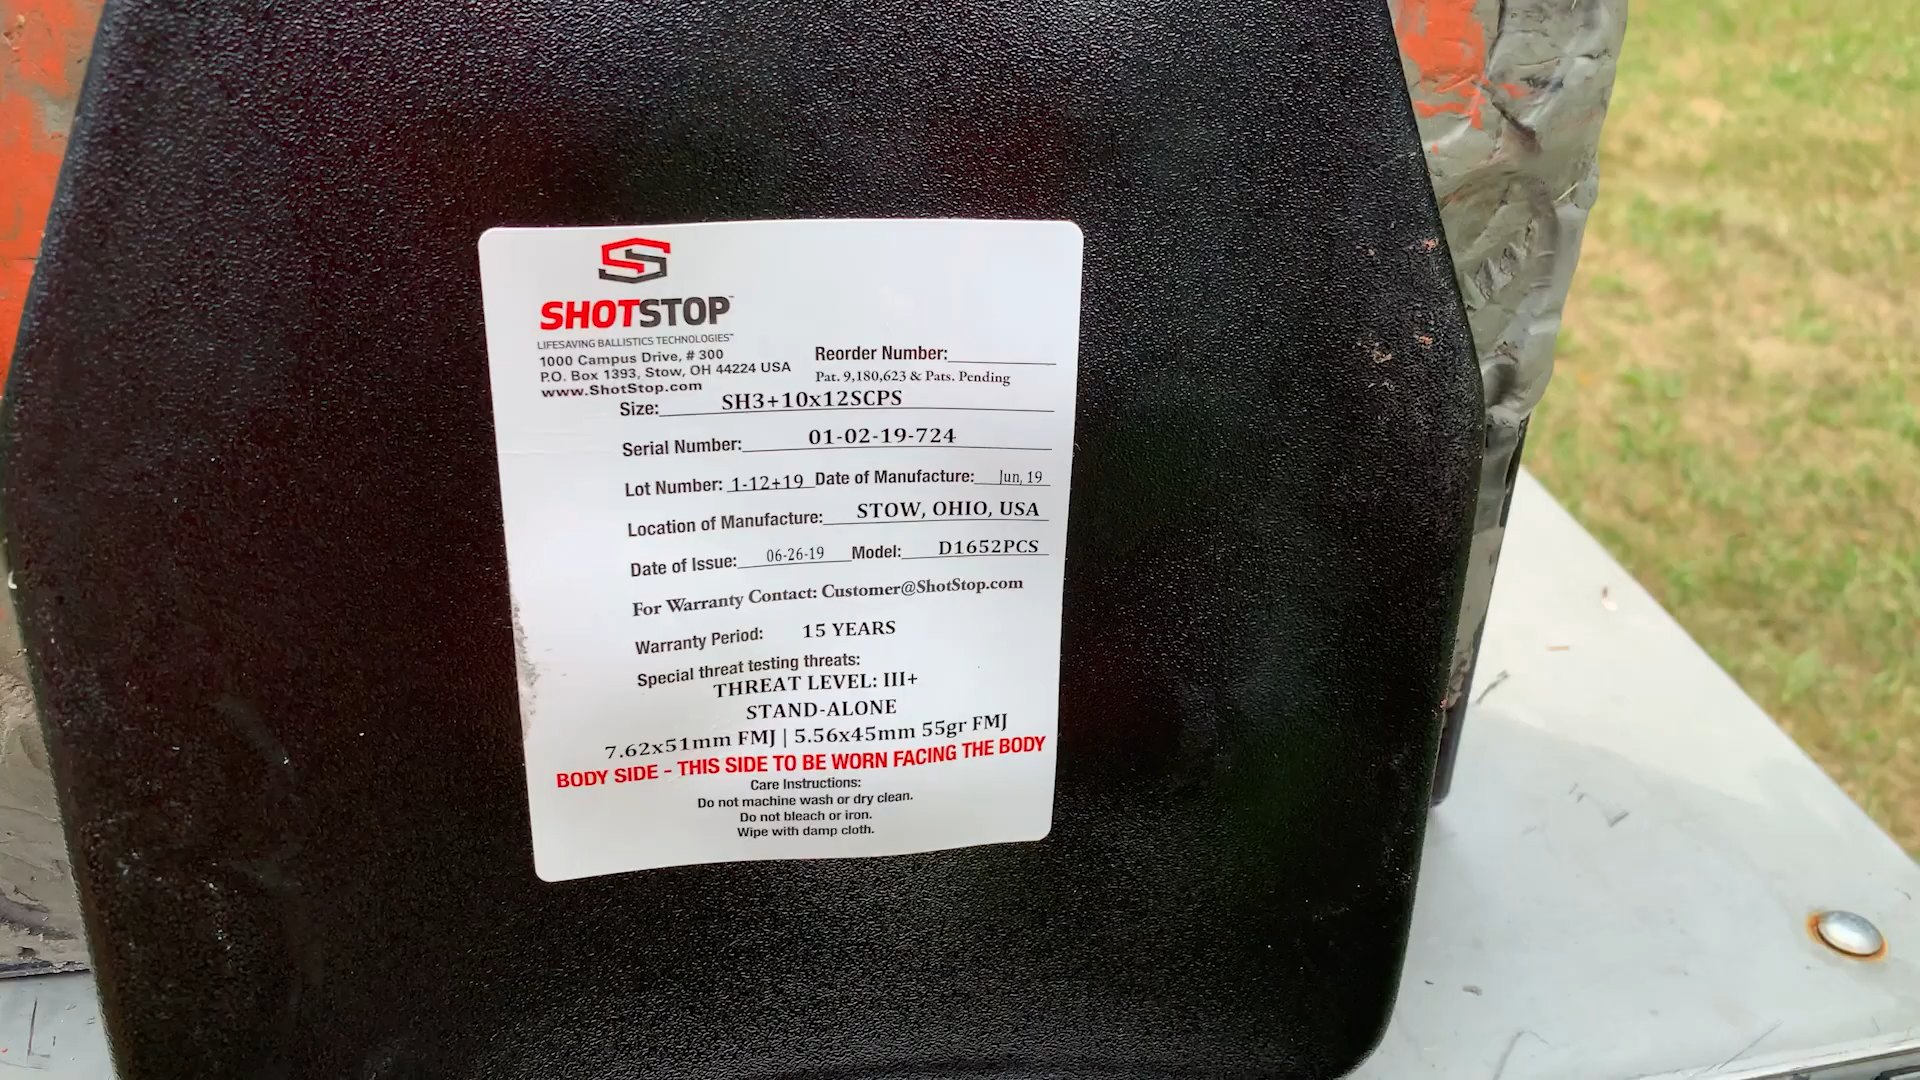 SHOTSTOP™
LIFESAVING BALLISTICS TECHNOLOGIES™
1000 Campus Drive, # 300
P.O. Box 1393, Stow, OH 44224 USA
www.ShotStop.com
Reorder Number:
Pat. 9,180,623 & Pats. Pending
Size: SH3+10x12SCPS
Serial Number: 01-02-19-724
Lot Number: 1-12+19 Date of Manufacture: Jun, 19
Location of Manufacture: STOW, OHIO, USA
Date of Issue: 06-26-19 Model: D1652PCS
For Warranty Contact: Customer@ShotStop.com
Warranty Period: 15 YEARS
Special threat testing threats:
THREAT LEVEL: III+
STAND-ALONE
7.62x51mm FMJ | 5.56x45mm 55gr FMJ
BODY SIDE - THIS SIDE TO BE WORN FACING THE BODY
Care Instructions:
Do not machine wash or dry clean.
Do not bleach or iron.
Wipe with damp cloth.